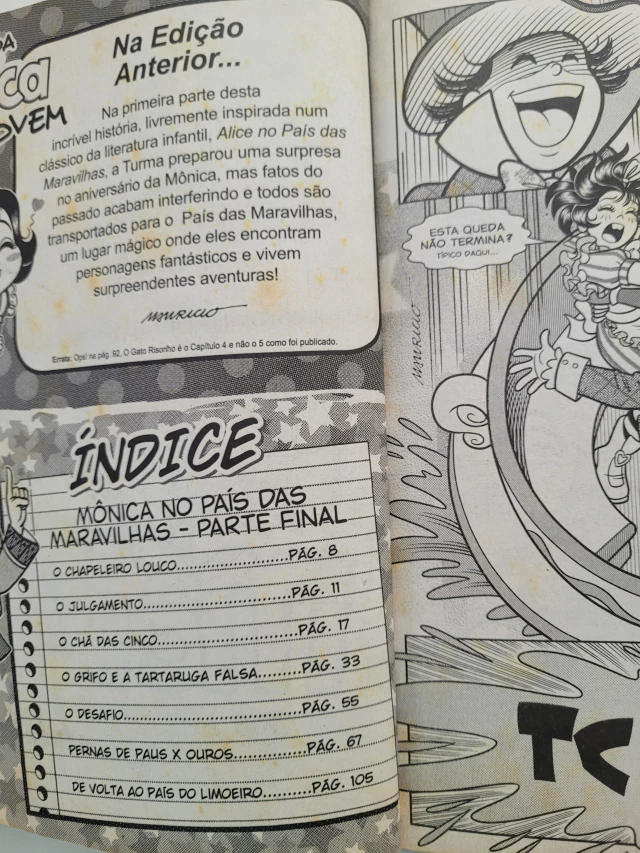 Na Edição
Anterior...
Na primeira parte desta
incrível história, livremente inspirada num
clássico da literatura infantil, Alice no País das
Maravilhas, a Turma preparou uma surpresa
no aniversário da Mônica, mas fatos do
passado acabam interferindo e todos são
transportados para o País das Maravilhas,
um lugar mágico onde eles encontram
personagens fantásticos e vivem
surpreendentes aventuras!
MAURICIO
Errata: Ops! na pág. 92, O Gato Risonho é o Capítulo 4 e não o 5 como foi publicado.
ÍNDICE
MÔNICA NO PAÍS DAS
MARAVILHAS - PARTE FINAL
O CHAPELEIRO LOUCO......................PÁG. 8
O JULGAMENTO............................PÁG. 11
O CHÁ DAS CINCO..........................PÁG. 17
O GRIFO E A TARTARUGA FALSA........PÁG. 33
O DESAFIO..................................PÁG. 55
PERNAS DE PAUS X OUROS.............PÁG. 67
DE VOLTA AO PAÍS DO LIMOEIRO..........PÁG. 105
ESTA QUEDA
NÃO TERMINA?
TÍPICO DAQUI...
MAURICIO
TC